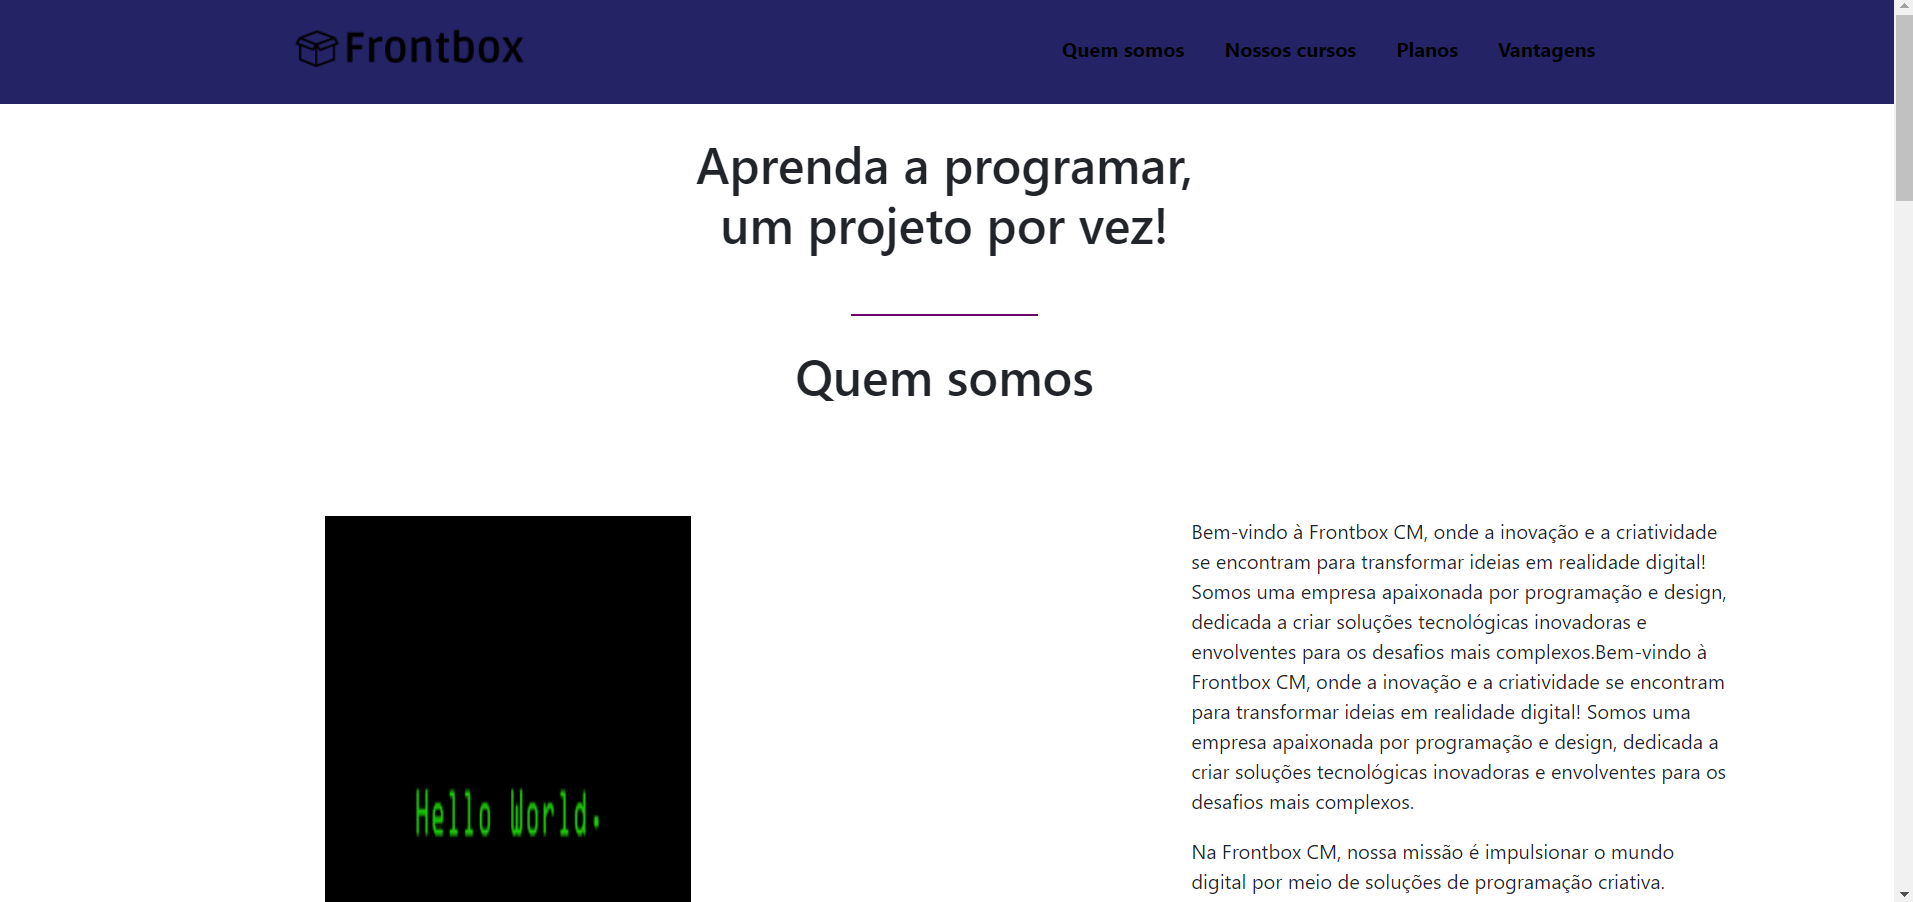 Frontbox
Quem somos Nossos cursos Planos Vantagens
Aprenda a programar,
um projeto por vez!
Quem somos
Hello World.
Bem-vindo à Frontbox CM, onde a inovação e a criatividade
se encontram para transformar ideias em realidade digital!
Somos uma empresa apaixonada por programação e design,
dedicada a criar soluções tecnológicas inovadoras e
envolventes para os desafios mais complexos.Bem-vindo à
Frontbox CM, onde a inovação e a criatividade se encontram
para transformar ideias em realidade digital! Somos uma
empresa apaixonada por programação e design, dedicada a
criar soluções tecnológicas inovadoras e envolventes para os
desafios mais complexos.
Na Frontbox CM, nossa missão é impulsionar o mundo
digital por meio de soluções de programação criativa.